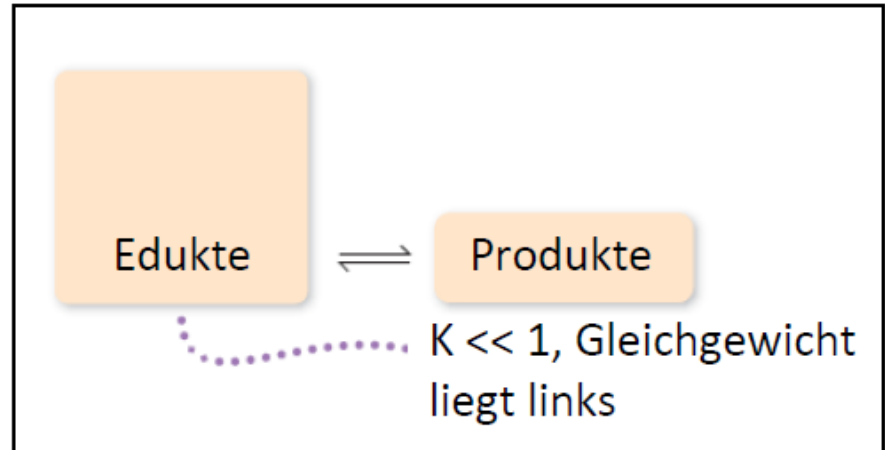 Edukte ⇌ Produkte
K << 1, Gleichgewicht
liegt links